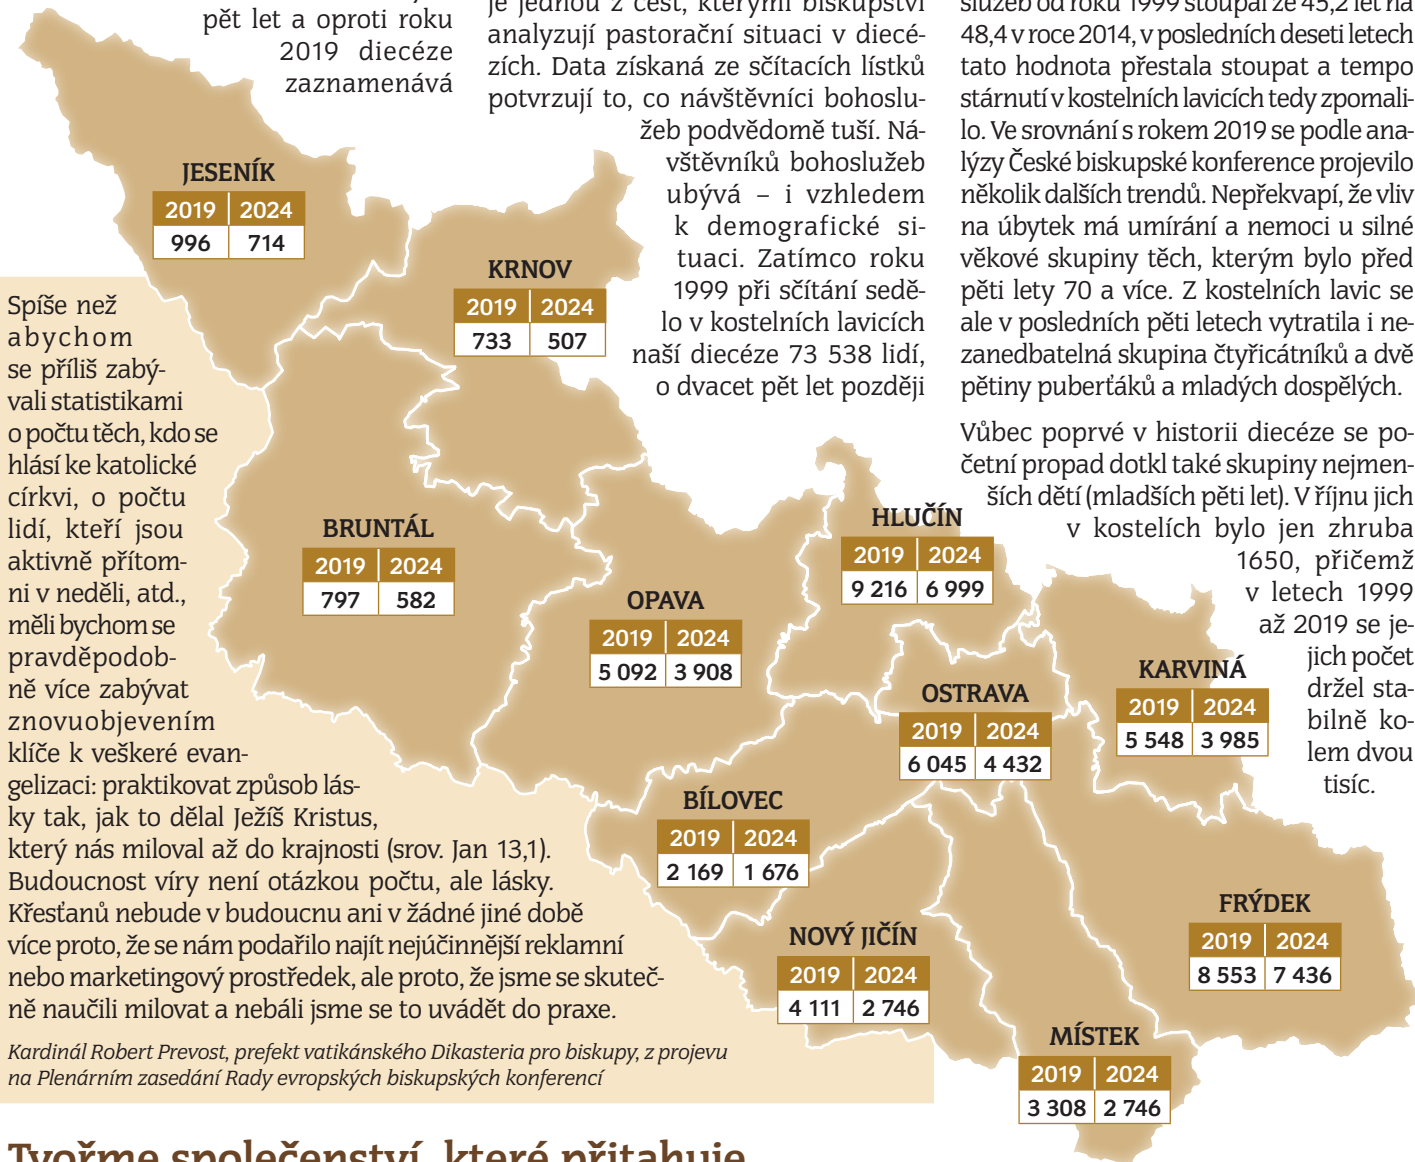 pět let a oproti roku
2019 diecéze
zaznamenává
je jednou z cest, kterými biskupství
analyzují pastorační situaci v diecé-
zích. Data získaná ze sčítacích lístků
potvrzují to, co návštěvníci bohoslu-
žeb podvědomě tuší. Ná-
vštěvníků bohoslužeb
ubývá – i vzhledem
k demografické si-
tuaci. Zatímco roku
1999 při sčítání sedě-
lo v kostelních lavicích
naší diecéze 73 538 lidí,
o dvacet pět let později
služeb od roku 1999 stoupal ze 45,2 let na
48,4 v roce 2014, v posledních deseti letech
tato hodnota přestala stoupat a tempo
stárnutí v kostelních lavicích tedy zpomali-
lo. Ve srovnání s rokem 2019 se podle ana-
lýzy České biskupské konference projevilo
několik dalších trendů. Nepřekvapí, že vliv
na úbytek má umírání a nemoci u silné
věkové skupiny těch, kterým bylo před
pěti lety 70 a více. Z kostelních lavic se
ale v posledních pěti letech vytratila i ne-
zanedbatelná skupina čtyřicátníků a dvě
pětiny puberťáků a mladých dospělých.
Vůbec poprvé v historii diecéze se po-
četní propad dotkl také skupiny nejmen-
ších dětí (mladších pěti let). V říjnu jich
v kostelích bylo jen zhruba
1650, přičemž
v letech 1999
až 2019 se je-
jich počet
držel sta-
bilně ko-
lem dvou
tisíc.
JESENÍK
2019 2024
996 714
KRNOV
2019 2024
733 507
BRUNTÁL
2019 2024
797 582
OPAVA
2019 2024
5 092 3 908
HLUČÍN
2019 2024
9 216 6 999
OSTRAVA
2019 2024
6 045 4 432
KARVINÁ
2019 2024
5 548 3 985
BÍLOVEC
2019 2024
2 169 1 676
NOVÝ JIČÍN
2019 2024
4 111 2 746
FRÝDEK
2019 2024
8 553 7 436
MÍSTEK
2019 2024
3 308 2 746
Spíše než
abychom
se příliš zabý-
vali statistikami
o počtu těch, kdo se
hlásí ke katolické
církvi, o počtu
lidí, kteří jsou
aktivně přítom-
ni v neděli, atd.,
měli bychom se
pravděpodob-
ně více zabývat
znovuobjevením
klíče k veškeré evan-
gelizaci: praktikovat způsob lás-
ky tak, jak to dělal Ježíš Kristus,
který nás miloval až do krajnosti (srov. Jan 13,1).
Budoucnost víry není otázkou počtu, ale lásky.
Křesťanů nebude v budoucnu ani v žádné jiné době
více proto, že se nám podařilo najít nejúčinnější reklamní
nebo marketingový prostředek, ale proto, že jsme se skuteč-
ně naučili milovat a nebáli jsme se to uvádět do praxe.
Kardinál Robert Prevost, prefekt vatikánského Dikasteria pro biskupy, z projevu
na Plenárním zasedání Rady evropských biskupských konferencí
Tvořme společenství, které přitahuje